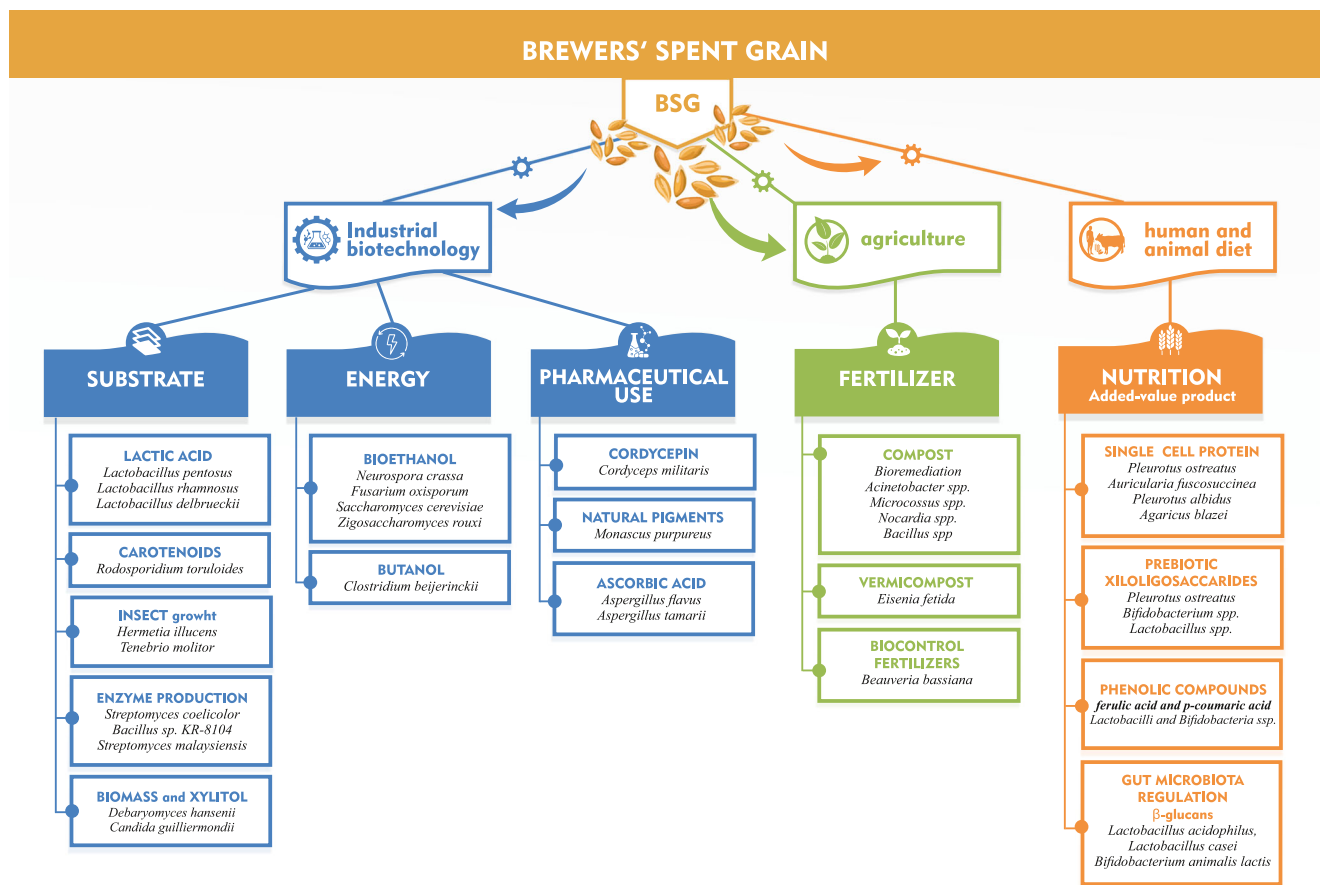 BREWERS' SPENT GRAIN
BSG
Industrial
biotechnology
agriculture
human and
animal diet
SUBSTRATE
LACTIC ACID
Lactobacillus pentosus
Lactobacillus rhamnosus
Lactobacillus delbrueckii
CAROTENOIDS
Rodosporidium toruloides
INSECT growht
Hermetia illucens
Tenebrio molitor
ENZYME PRODUCTION
Streptomyces coelicolor
Bacillus sp. KR-8104
Streptomyces malaysiensis
BIOMASS and XYLITOL
Debaryomyces hansenii
Candida guilliermondii
ENERGY
BIOETHANOL
Neurospora crassa
Fusarium oxisporum
Saccharomyces cerevisiae
Zigosaccharomyces rouxi
BUTANOL
Clostridium beijerinckii
PHARMACEUTICAL
USE
CORDYCEPIN
Cordyceps militaris
NATURAL PIGMENTS
Monascus purpureus
ASCORBIC ACID
Aspergillus flavus
Aspergillus tamarii
FERTILIZER
COMPOST
Bioremediation
Acinetobacter spp.
Microcossus spp.
Nocardia spp.
Bacillus spp
VERMICOMPOST
Eisenia fetida
BIOCONTROL
FERTILIZERS
Beauveria bassiana
NUTRITION
Added-value product
SINGLE CELL PROTEIN
Pleurotus ostreatus
Auricularia fuscosuccinea
Pleurotus albidus
Agaricus blazei
PREBIOTIC
XILOLIGOSACCARIDES
Pleurotus ostreatus
Bifidobacterium spp.
Lactobacillus spp.
PHENOLIC COMPOUNDS
ferulic acid and p-coumaric acid
Lactobacilli and Bifidobacteria ssp.
GUT MICROBIOTA
REGULATION
β-glucans
Lactobacillus acidophilus,
Lactobacillus casei
Bifidobacterium animalis lactis